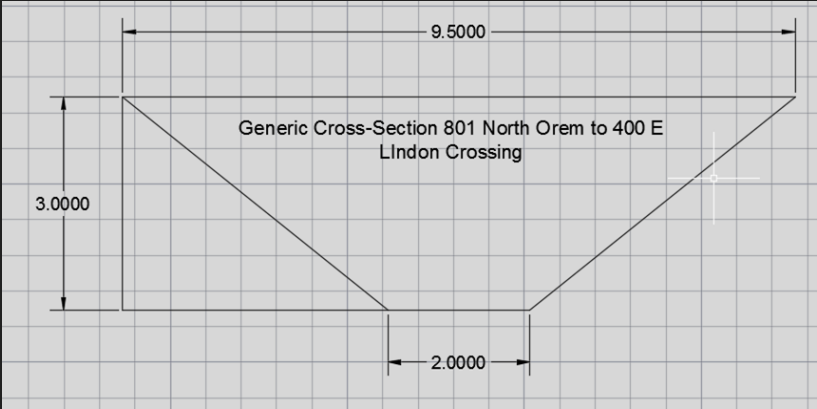 9.5000
Generic Cross-Section 801 North Orem to 400 E
LIndon Crossing
3.0000
2.0000